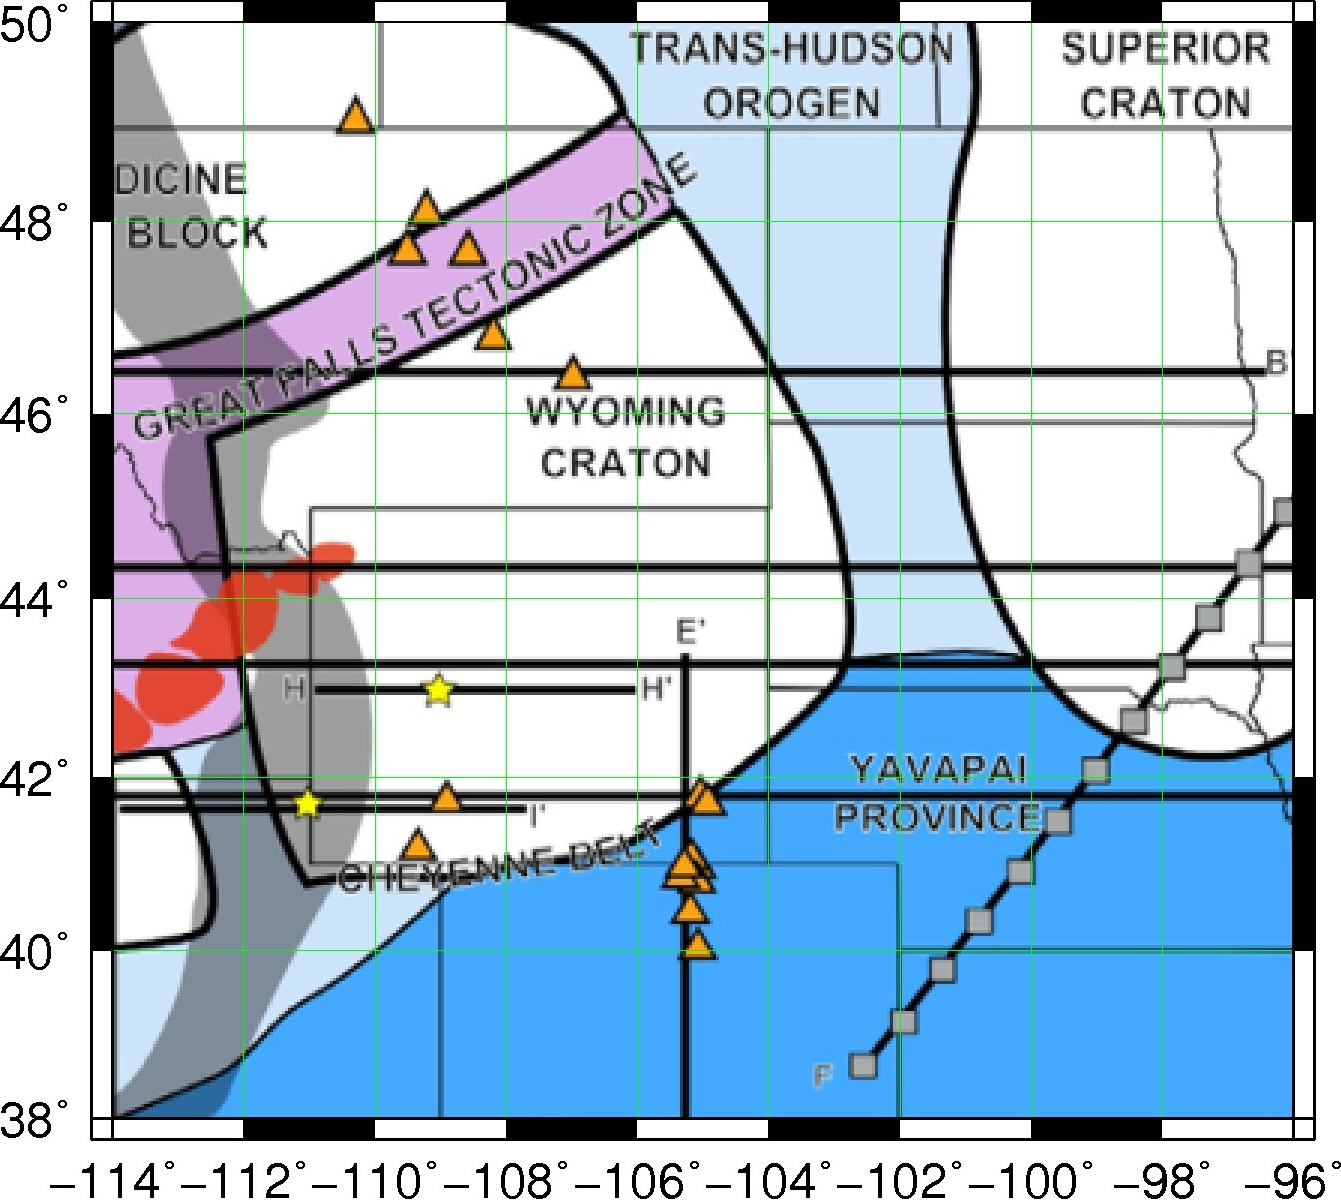 50°
TRANS-HUDSON
OROGEN
SUPERIOR
CRATON
DICINE
BLOCK
48°
GREAT FALLS TECTONIC ZONE
B'
46°
WYOMING
CRATON
44°
E'
H
H'
42°
YAVAPAI
PROVINCE
I'
CHEYENNE BELT
40°
F
38°
−114° −112° −110° −108° −106° −104° −102° −100° −98° −96°